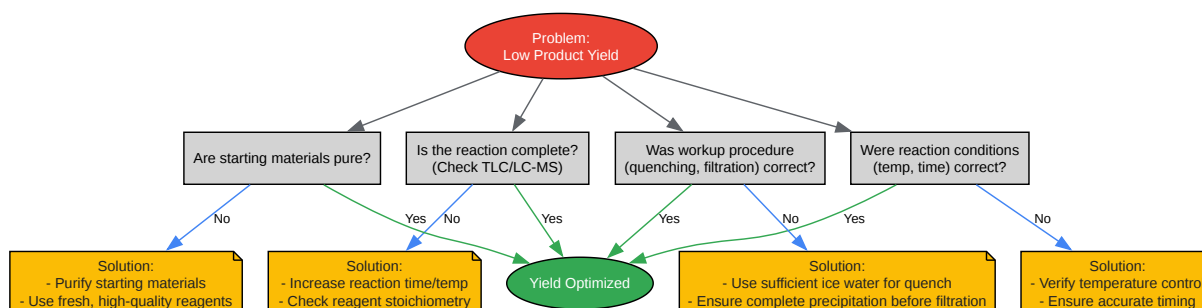 Problem:
Low Product Yield
Are starting materials pure?
Is the reaction complete?
(Check TLC/LC-MS)
Was workup procedure
(quenching, filtration) correct?
Were reaction conditions
(temp, time) correct?
No
Yes
No
Yes
Yes
No
Yes
No
Solution:
- Purify starting materials
- Use fresh, high-quality reagents
Solution:
- Increase reaction time/temp
- Check reagent stoichiometry
Yield Optimized
Solution:
- Use sufficient ice water for quench
- Ensure complete precipitation before filtration
Solution:
- Verify temperature control
- Ensure accurate timing